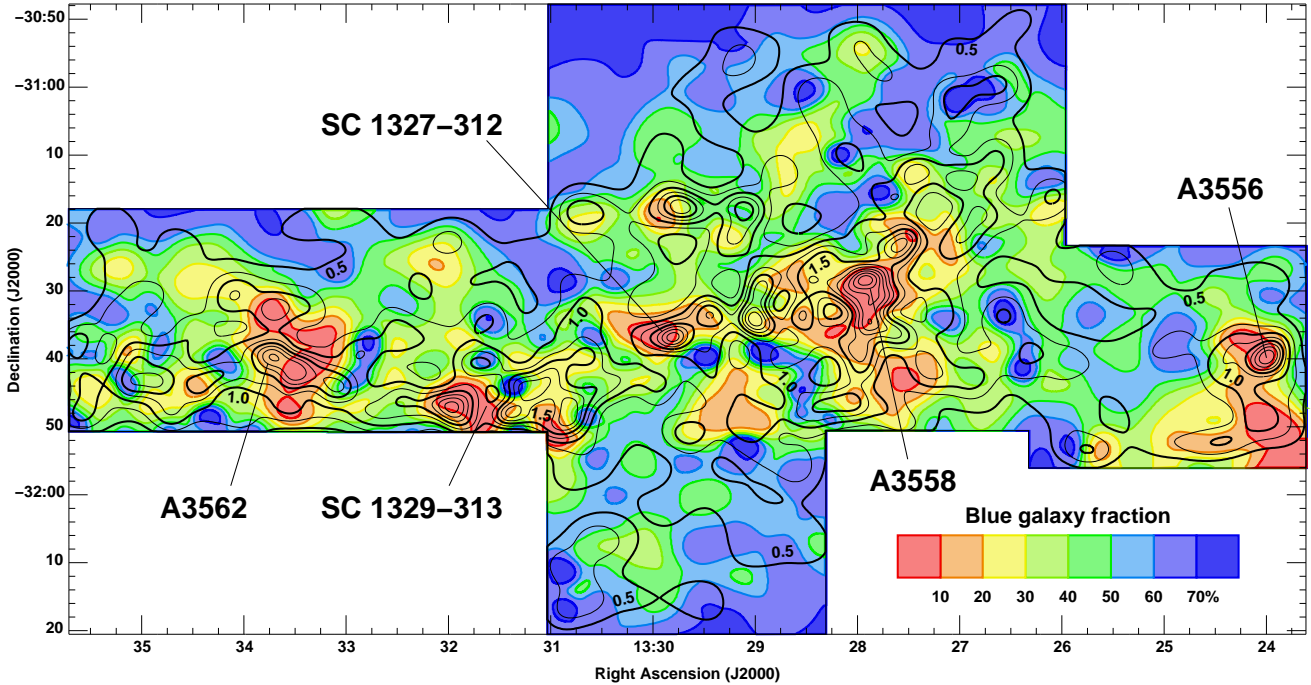 −30:50
−31:00
10
20
30
40
50
−32:00
10
20
Declination (J2000)
SC 1327−312
A3556
0.5
0.5
0.5
1.5
1.0
1.0
1.0
1.0
1.5
0.5
0.5
A3562
SC 1329−313
A3558
Blue galaxy fraction
10 20 30 40 50 60 70%
35 34 33 32 31 13:30 29 28 27 26 25 24
Right Ascension (J2000)